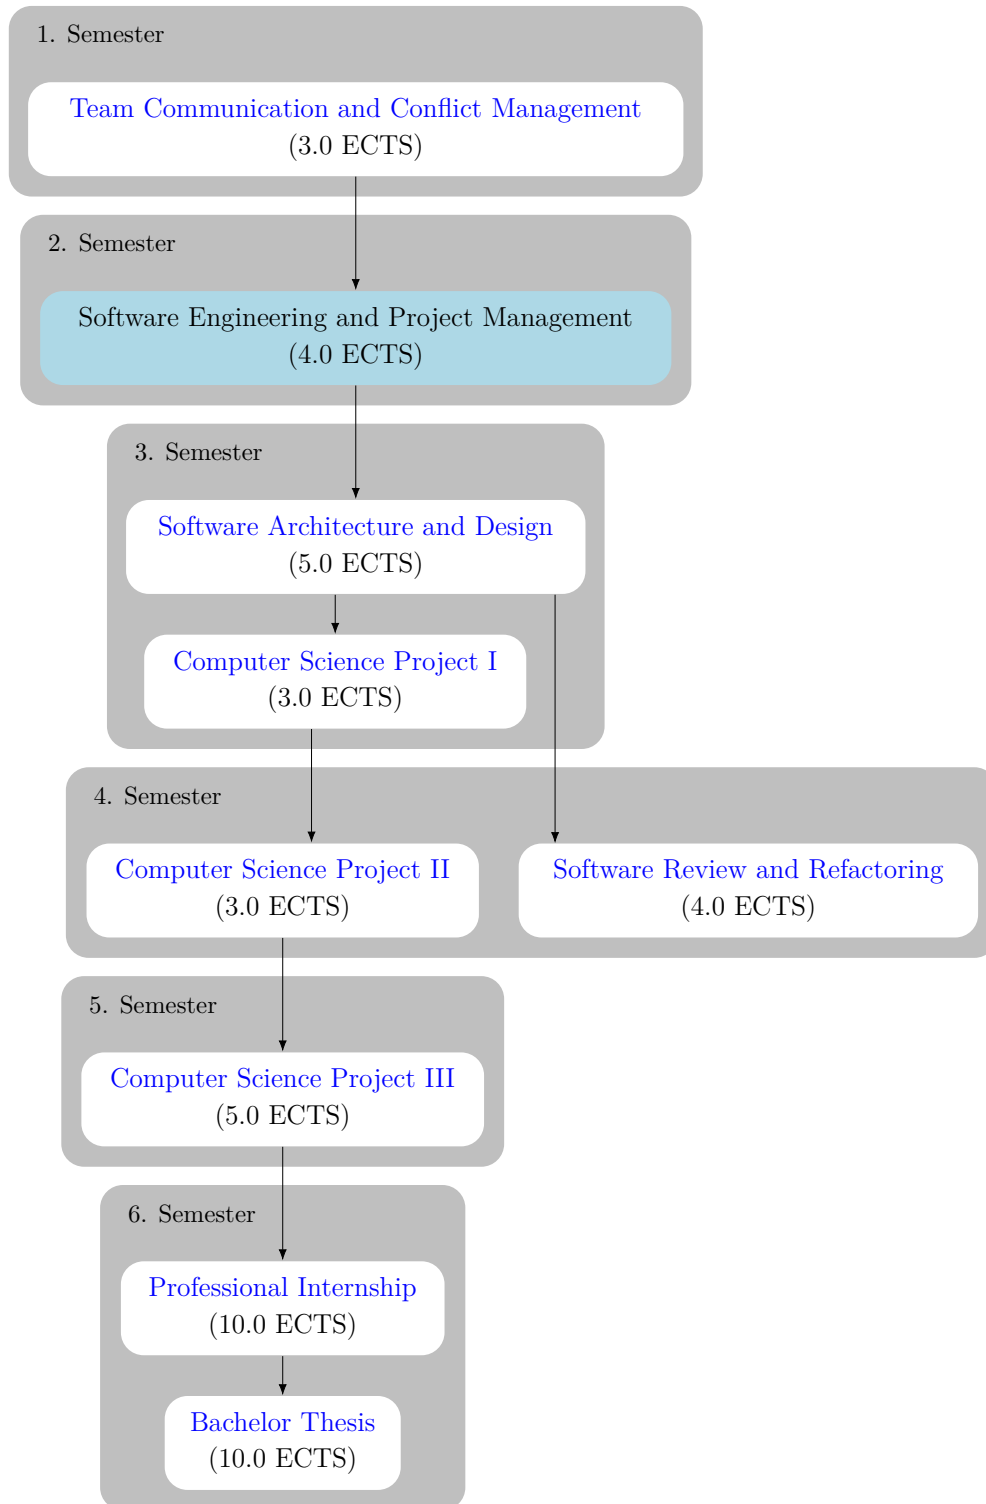 1. Semester
Team Communication and Conflict Management
(3.0 ECTS)
2. Semester
Software Engineering and Project Management
(4.0 ECTS)
3. Semester
Software Architecture and Design
(5.0 ECTS)
Computer Science Project I
(3.0 ECTS)
4. Semester
Computer Science Project II
(3.0 ECTS)
Software Review and Refactoring
(4.0 ECTS)
5. Semester
Computer Science Project III
(5.0 ECTS)
6. Semester
Professional Internship
(10.0 ECTS)
Bachelor Thesis
(10.0 ECTS)